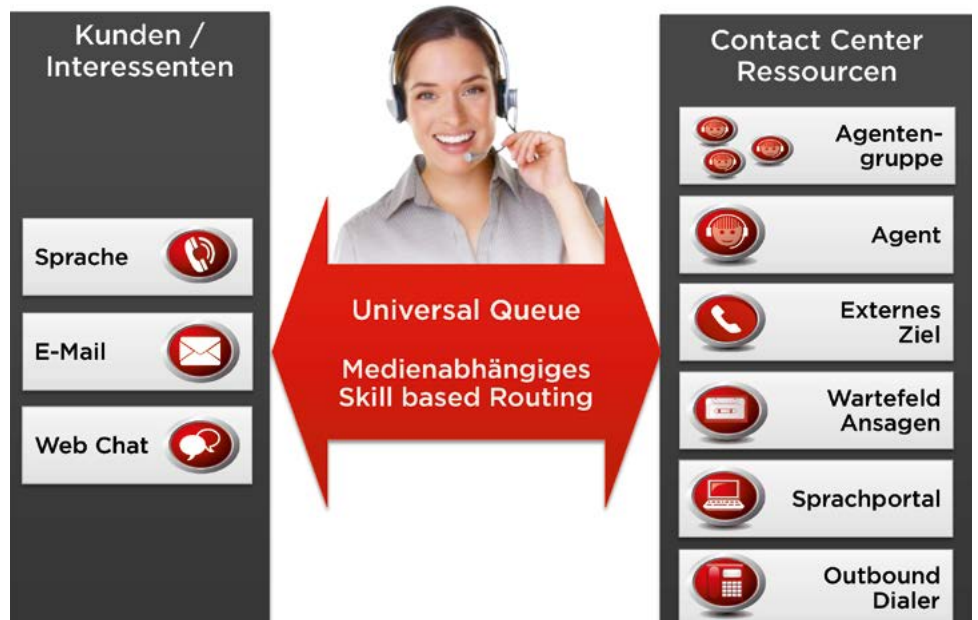 Kunden /
Interessenten
Sprache
E-Mail
Web Chat
Universal Queue
Medienabhängiges
Skill based Routing
Contact Center
Ressourcen
Agenten-
gruppe
Agent
Externes
Ziel
Wartefeld
Ansagen
Sprachportal
Outbound
Dialer